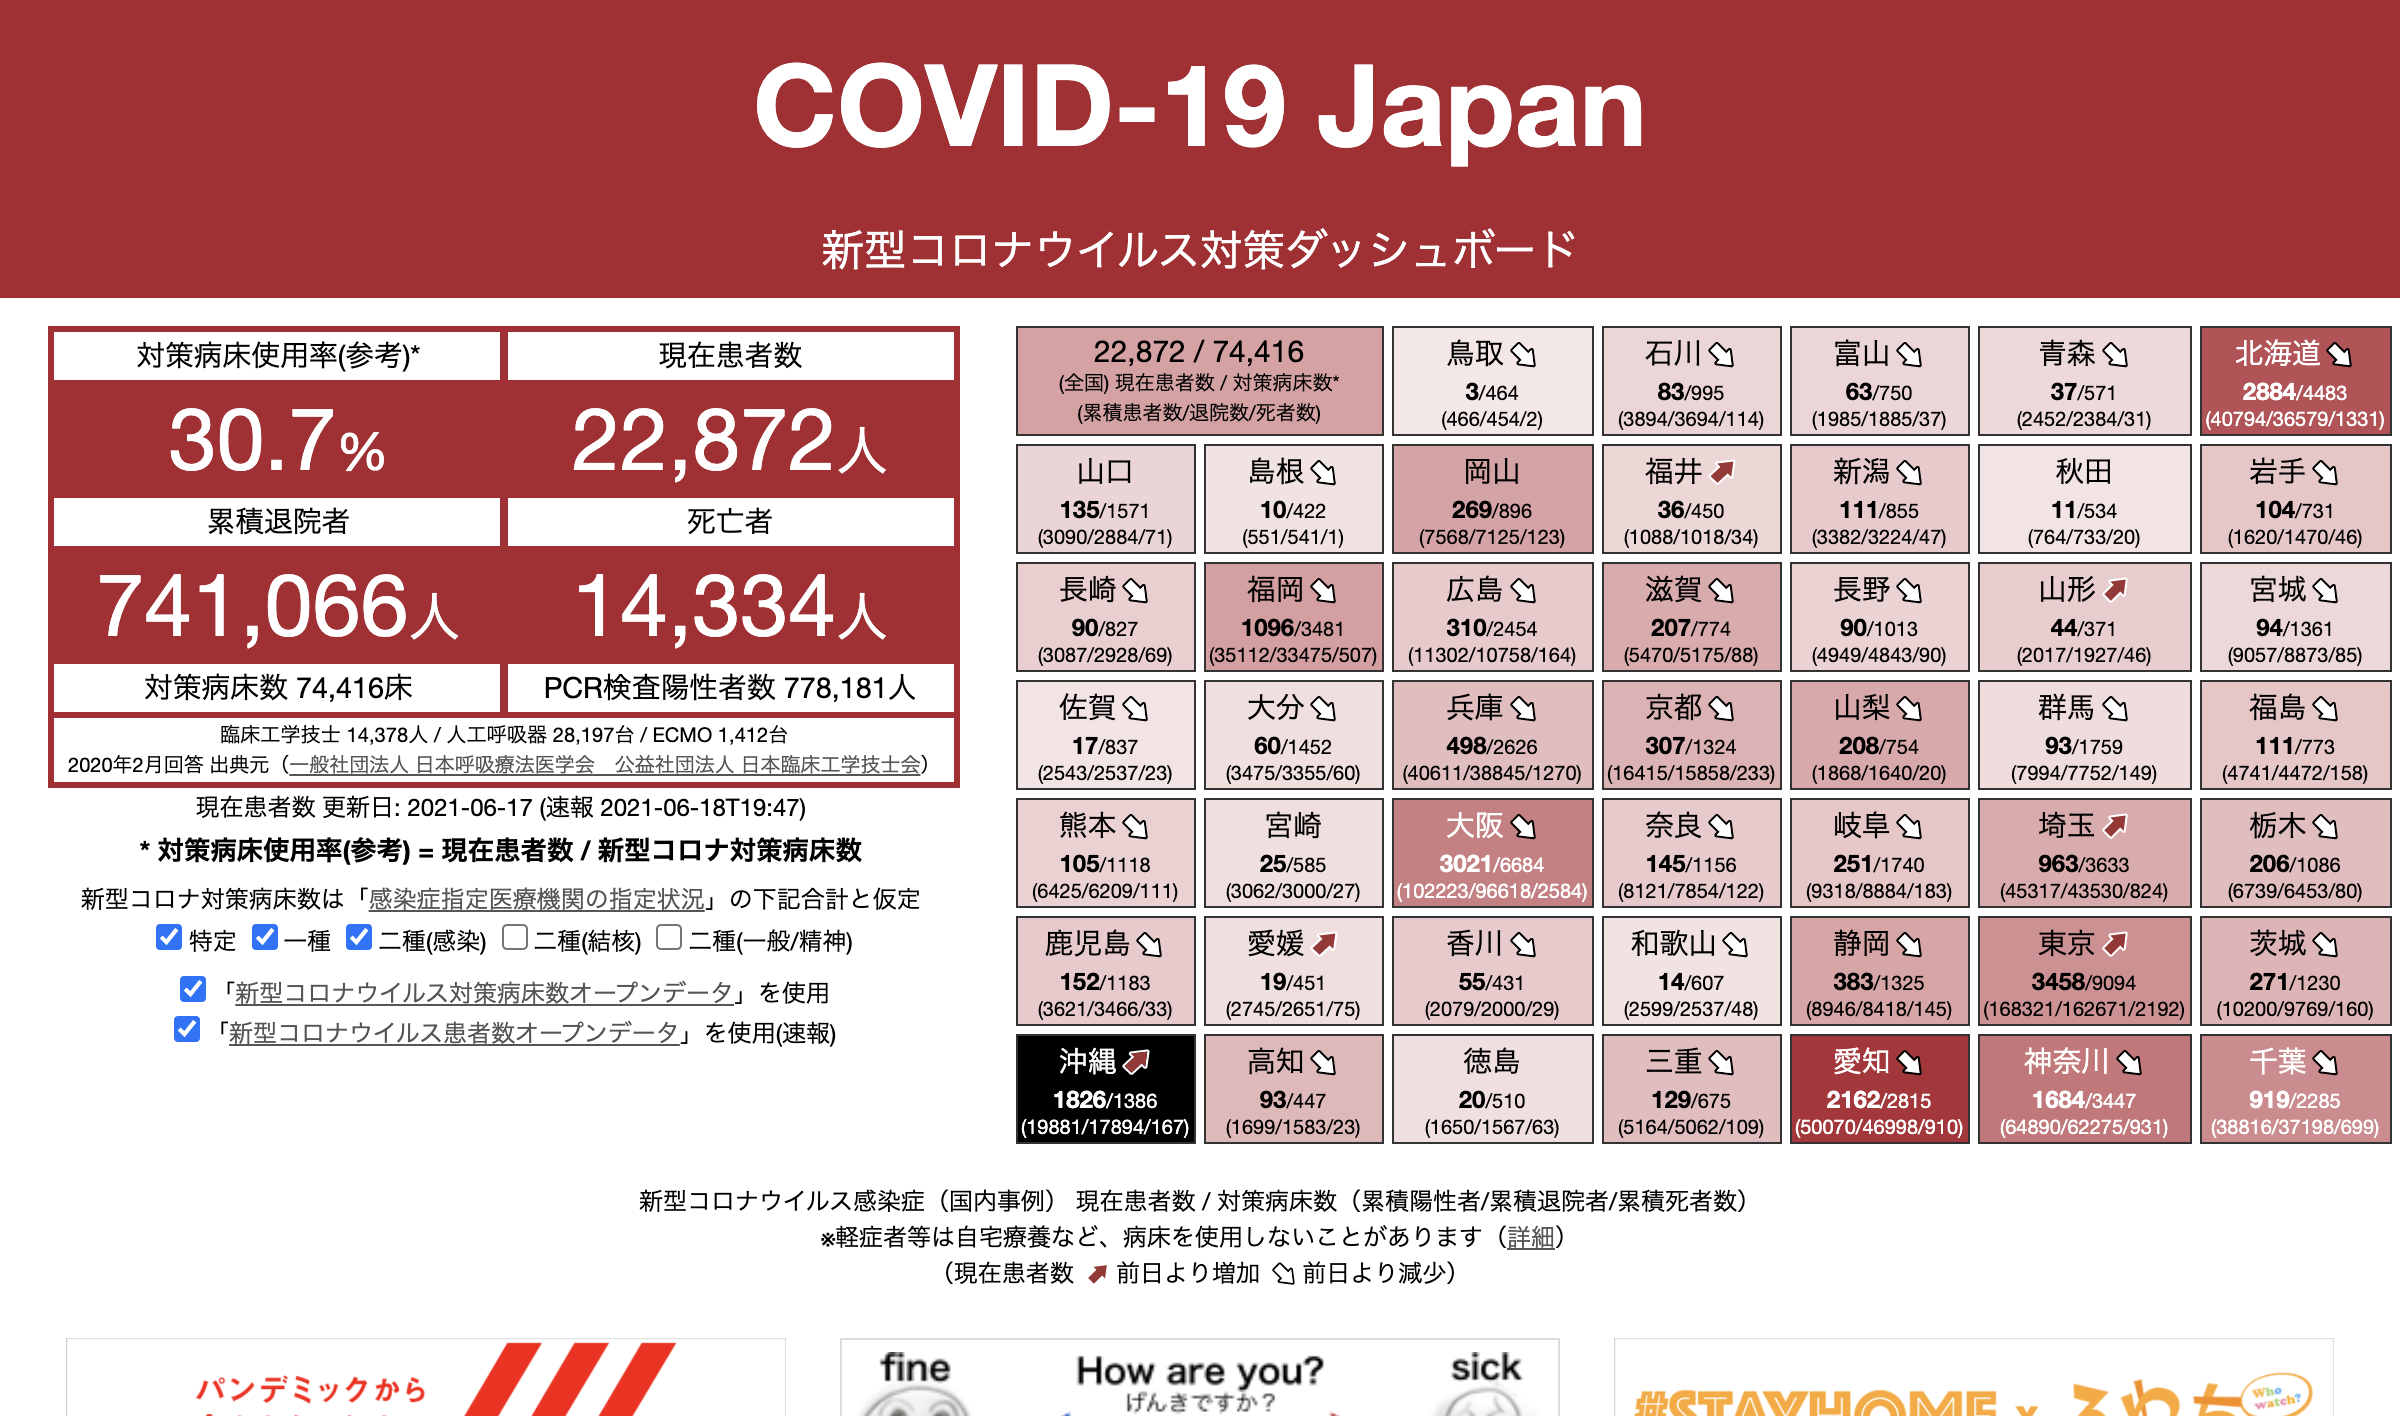 COVID-19 Japan
新型コロナウイルス対策ダッシュボード
対策病床使用率(参考)* 現在患者数
30.7% 22,872人
累積退院者 死亡者
741,066人 14,334人
対策病床数 74,416床 PCR検査陽性者数 778,181人
臨床工学技士 14,378人 / 人工呼吸器 28,197台 / ECMO 1,412台
2020年2月回答 出典元（一般社団法人 日本呼吸療法医学会　公益社団法人 日本臨床工学技士会）
現在患者数 更新日: 2021-06-17 (速報 2021-06-18T19:47)
* 対策病床使用率(参考) = 現在患者数 / 新型コロナ対策病床数
新型コロナ対策病床数は「感染症指定医療機関の指定状況」の下記合計と仮定
特定 一種 二種(感染) 二種(結核) 二種(一般/精神)
「新型コロナウイルス対策病床数オープンデータ」を使用
「新型コロナウイルス患者数オープンデータ」を使用(速報)
22,872 / 74,416
(全国) 現在患者数 / 対策病床数*
(累積患者数/退院数/死者数)
鳥取 石川 富山 青森 北海道
3/464 83/995 63/750 37/571 2884/4483
(466/454/2) (3894/3694/114) (1985/1885/37) (2452/2384/31) (40794/36579/1331)
山口 島根 岡山 福井 新潟 秋田 岩手
135/1571 10/422 269/896 36/450 111/855 11/534 104/731
(3090/2884/71) (551/541/1) (7568/7125/123) (1088/1018/34) (3382/3224/47) (764/733/20) (1620/1470/46)
長崎 福岡 広島 滋賀 長野 山形 宮城
90/827 1096/3481 310/2454 207/774 90/1013 44/371 94/1361
(3087/2928/69) (35112/33475/507) (11302/10758/164) (5470/5175/88) (4949/4843/90) (2017/1927/46) (9057/8873/85)
佐賀 大分 兵庫 京都 山梨 群馬 福島
17/837 60/1452 498/2626 307/1324 208/754 93/1759 111/773
(2543/2537/23) (3475/3355/60) (40611/38845/1270) (16415/15858/233) (1868/1640/20) (7994/7752/149) (4741/4472/158)
熊本 宮崎 大阪 奈良 岐阜 埼玉 栃木
105/1118 25/585 3021/6684 145/1156 251/1740 963/3633 206/1086
(6425/6209/111) (3062/3000/27) (102223/96618/2584) (8121/7854/122) (9318/8884/183) (45317/43530/824) (6739/6453/80)
鹿児島 愛媛 香川 和歌山 静岡 東京 茨城
152/1183 19/451 55/431 14/607 383/1325 3458/9094 271/1230
(3621/3466/33) (2745/2651/75) (2079/2000/29) (2599/2537/48) (8946/8418/145) (168321/162671/2192) (10200/9769/160)
沖縄 高知 徳島 三重 愛知 神奈川 千葉
1826/1386 93/447 20/510 129/675 2162/2815 1684/3447 919/2285
(19881/17894/167) (1699/1583/23) (1650/1567/63) (5164/5062/109) (50070/46998/910) (64890/62275/931) (38816/37198/699)
新型コロナウイルス感染症（国内事例） 現在患者数 / 対策病床数（累積陽性者/累積退院者/累積死者数）
※軽症者等は自宅療養など、病床を使用しないことがあります（詳細）
（現在患者数 前日より増加 前日より減少）
パンデミックから
fine How are you? sick
げんきですか？
#STAYHOME x ふわっち
Who watch?